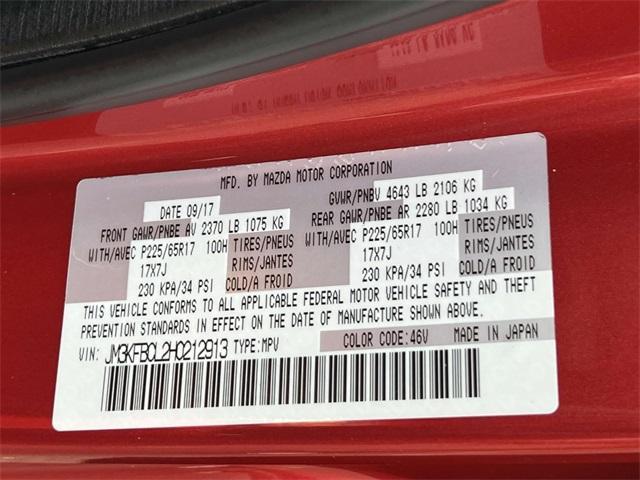 MFD. BY MAZDA MOTOR CORPORATION
DATE 09/17 GVWR/PNBV 4643 LB 2106 KG
FRONT GAWR/PNBE AV 2370 LB 1075 KG REAR GAWR/PNBE AR 2280 LB 1034 KG
WITH/AVEC P225/65R17 100H TIRES/PNEUS WITH/AVEC P225/65R17 100H TIRES/PNEUS
17X7J RIMS/JANTES 17X7J RIMS/JANTES
230 KPA/34 PSI COLD/A FROID 230 KPA/34 PSI COLD/A FROID
THIS VEHICLE CONFORMS TO ALL APPLICABLE FEDERAL MOTOR VEHICLE SAFETY AND THEFT
PREVENTION STANDARDS IN EFFECT ON THE DATE OF MANUFACTURE SHOWN ABOVE.
VIN: JM3KFBCL2H0212913 TYPE:MPV COLOR CODE:46V MADE IN JAPAN